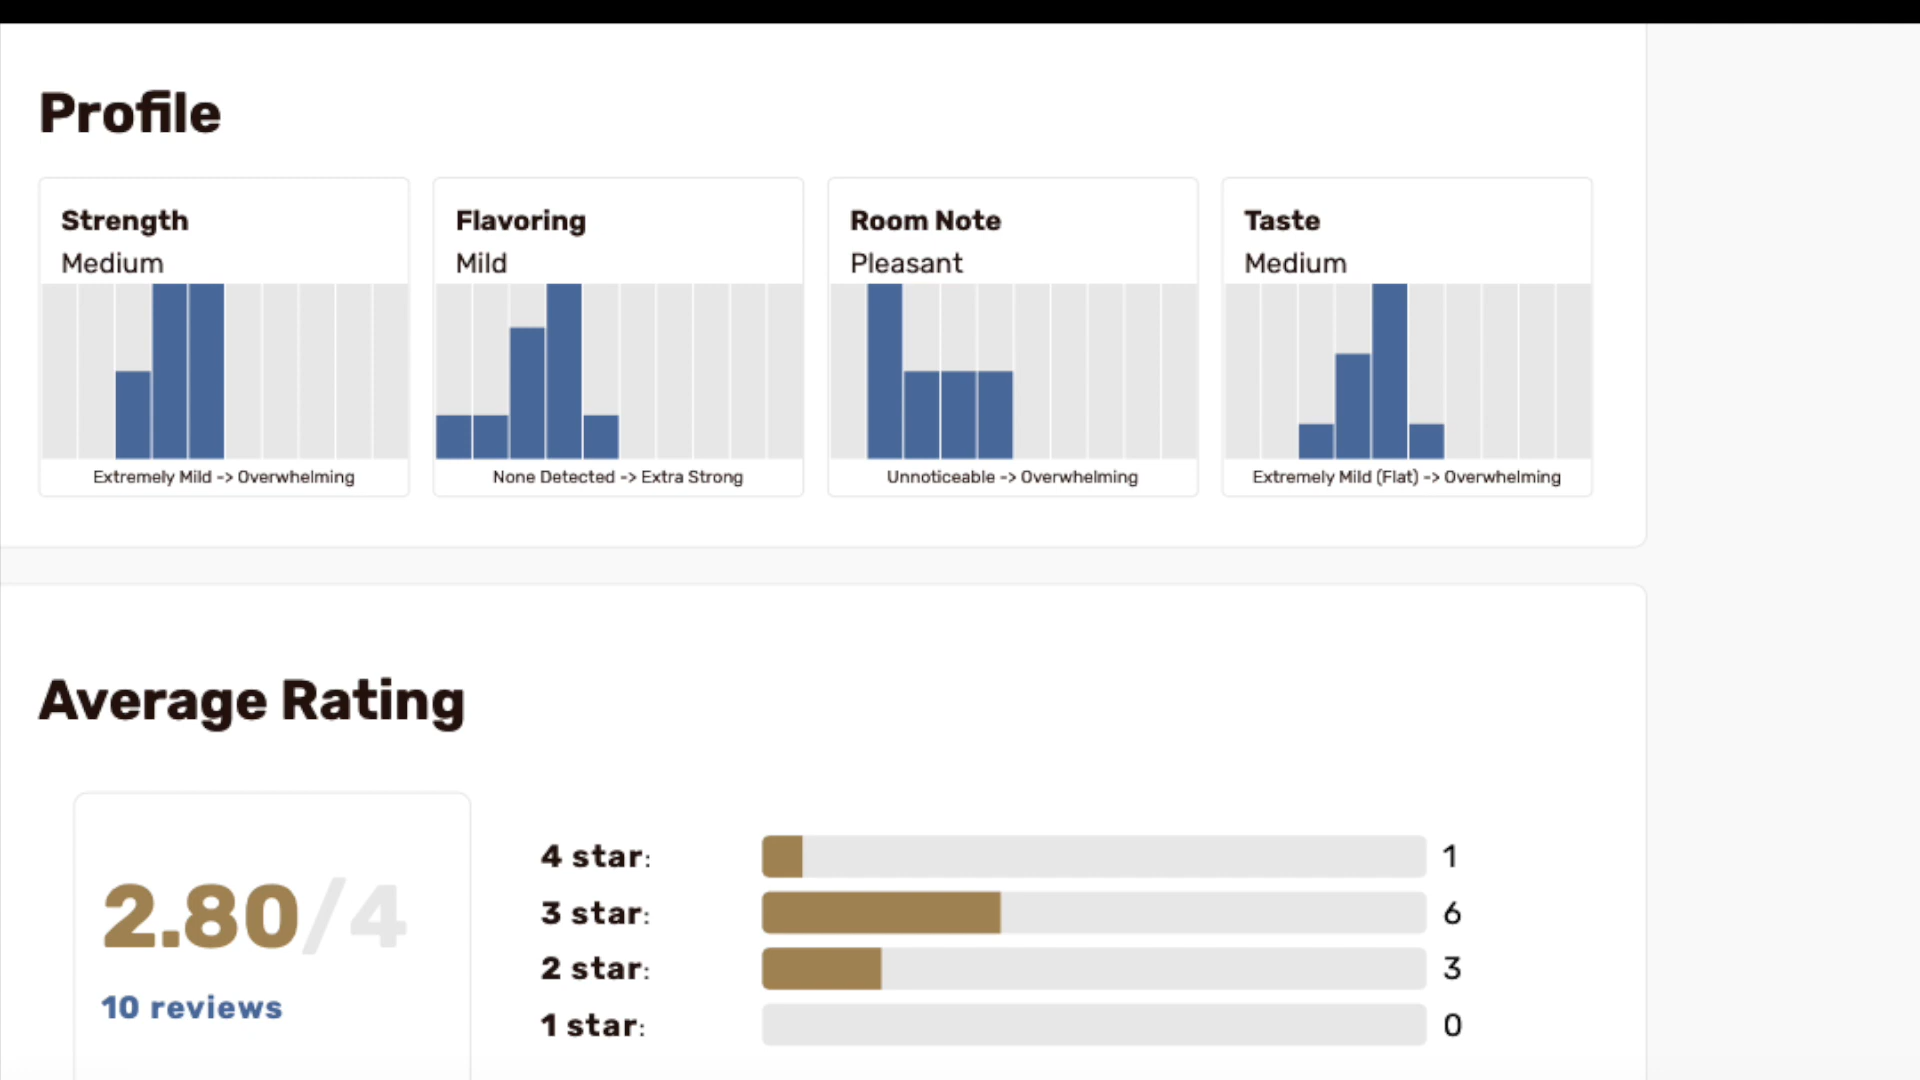 Profile
Strength
Medium
Extremely Mild -> Overwhelming
Flavoring
Mild
None Detected -> Extra Strong
Room Note
Pleasant
Unnoticeable -> Overwhelming
Taste
Medium
Extremely Mild (Flat) -> Overwhelming
Average Rating
2.80/4
10 reviews
4 star: 1
3 star: 6
2 star: 3
1 star: 0